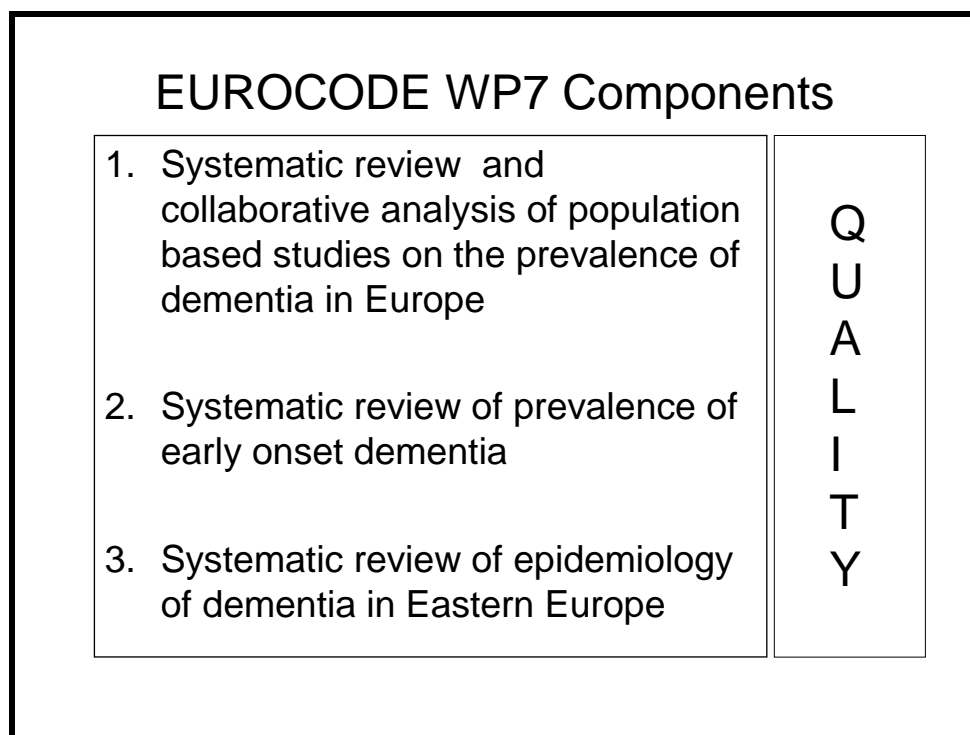 EUROCODE WP7 Components
1. Systematic review and
collaborative analysis of population
based studies on the prevalence of
dementia in Europe
2. Systematic review of prevalence of
early onset dementia
3. Systematic review of epidemiology
of dementia in Eastern Europe
Q
U
A
L
I
T
Y